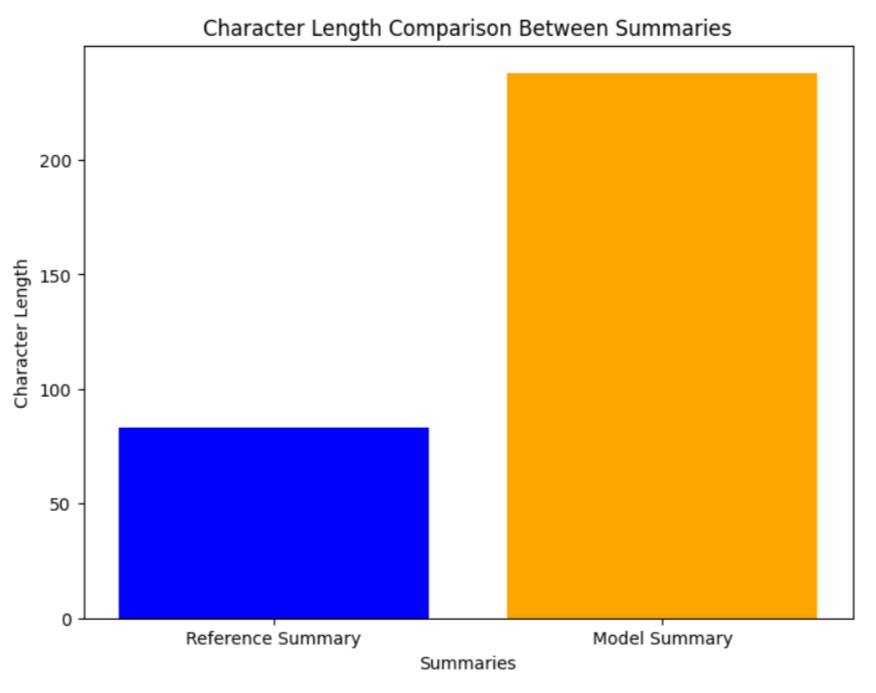 Character Length Comparison Between Summaries
200
150
100
50
0
Character Length
Reference Summary Model Summary
Summaries